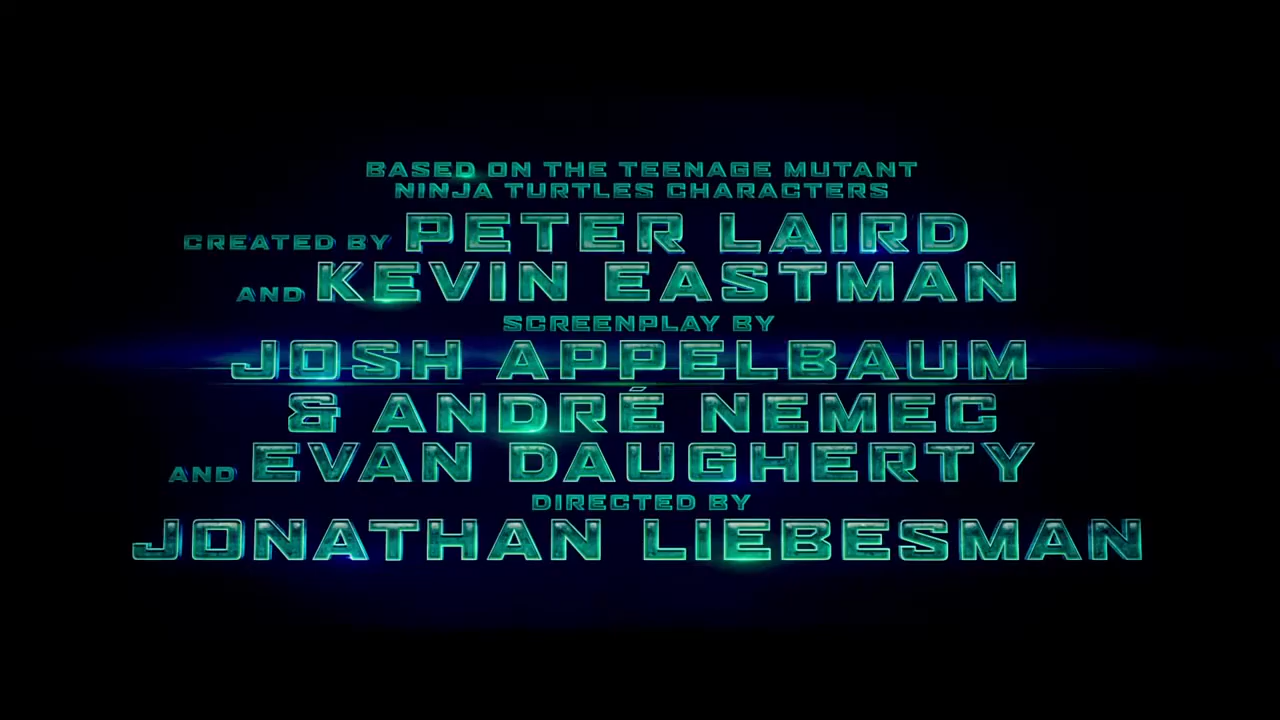 BASED ON THE TEENAGE MUTANT
NINJA TURTLES CHARACTERS
CREATED BY PETER LAIRD
AND KEVIN EASTMAN
SCREENPLAY BY
JOSH APPELBAUM
& ANDRÉ NEMEC
AND EVAN DAUGHERTY
DIRECTED BY
JONATHAN LIEBESMAN